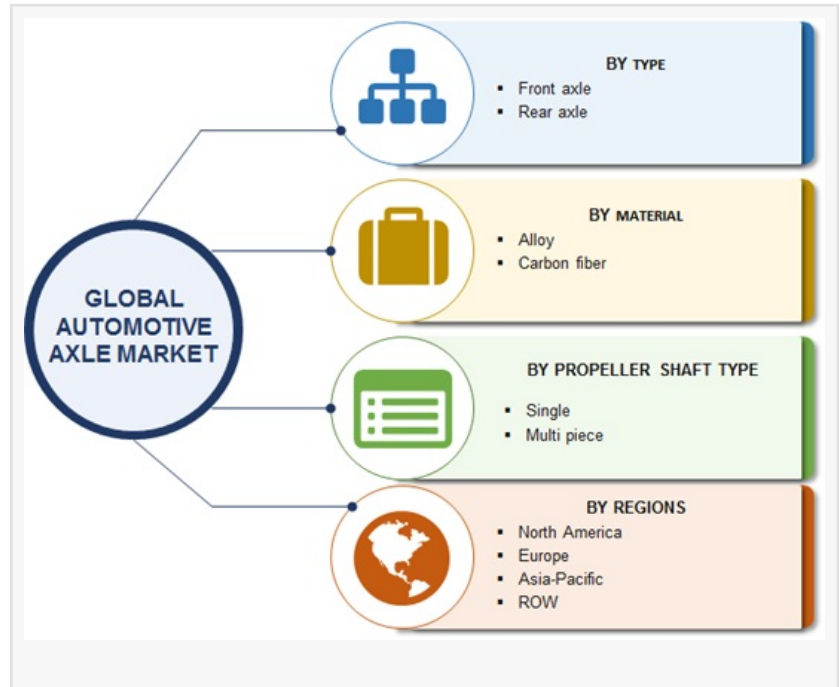 GLOBAL
AUTOMOTIVE
AXLE MARKET
BY TYPE
▪ Front axle
▪ Rear axle
BY MATERIAL
▪ Alloy
▪ Carbon fiber
BY PROPELLER SHAFT TYPE
▪ Single
▪ Multi piece
BY REGIONS
▪ North America
▪ Europe
▪ Asia-Pacific
▪ ROW